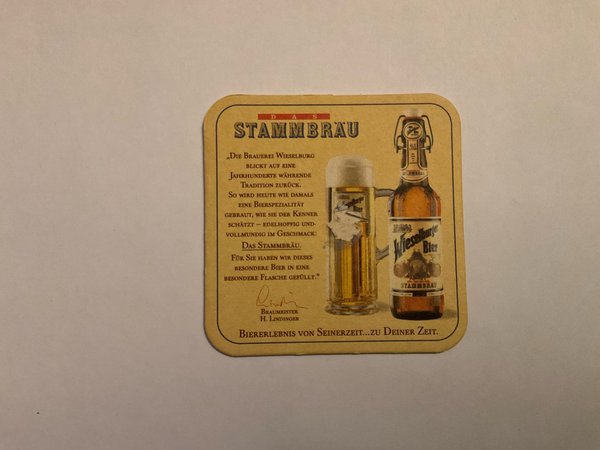 DAS
STAMMBRÄU
„DIE BRAUEREI WIESELBURG
BLICKT AUF EINE
JAHRHUNDERTE WÄHRENDE
TRADITION ZURÜCK.
SO WIRD HEUTE WIE DAMALS
EINE BIERSPEZIALITÄT
GEBRAUT, WIE SIE DER KENNER
SCHÄTZT – EDELHOPFIG UND
VOLLMUNDIG IM GESCHMACK:
DAS STAMMBRÄU.
FÜR SIE HABEN WIR DIESES
BESONDERE BIER IN EINE
BESONDERE FLASCHE GEFÜLLT."
BRAUMEISTER
H. LINDINGER
Wieselburger
Bier
STAMMBRÄU
BIERERLEBNIS VON SEINERZEIT...ZU DEINER ZEIT.